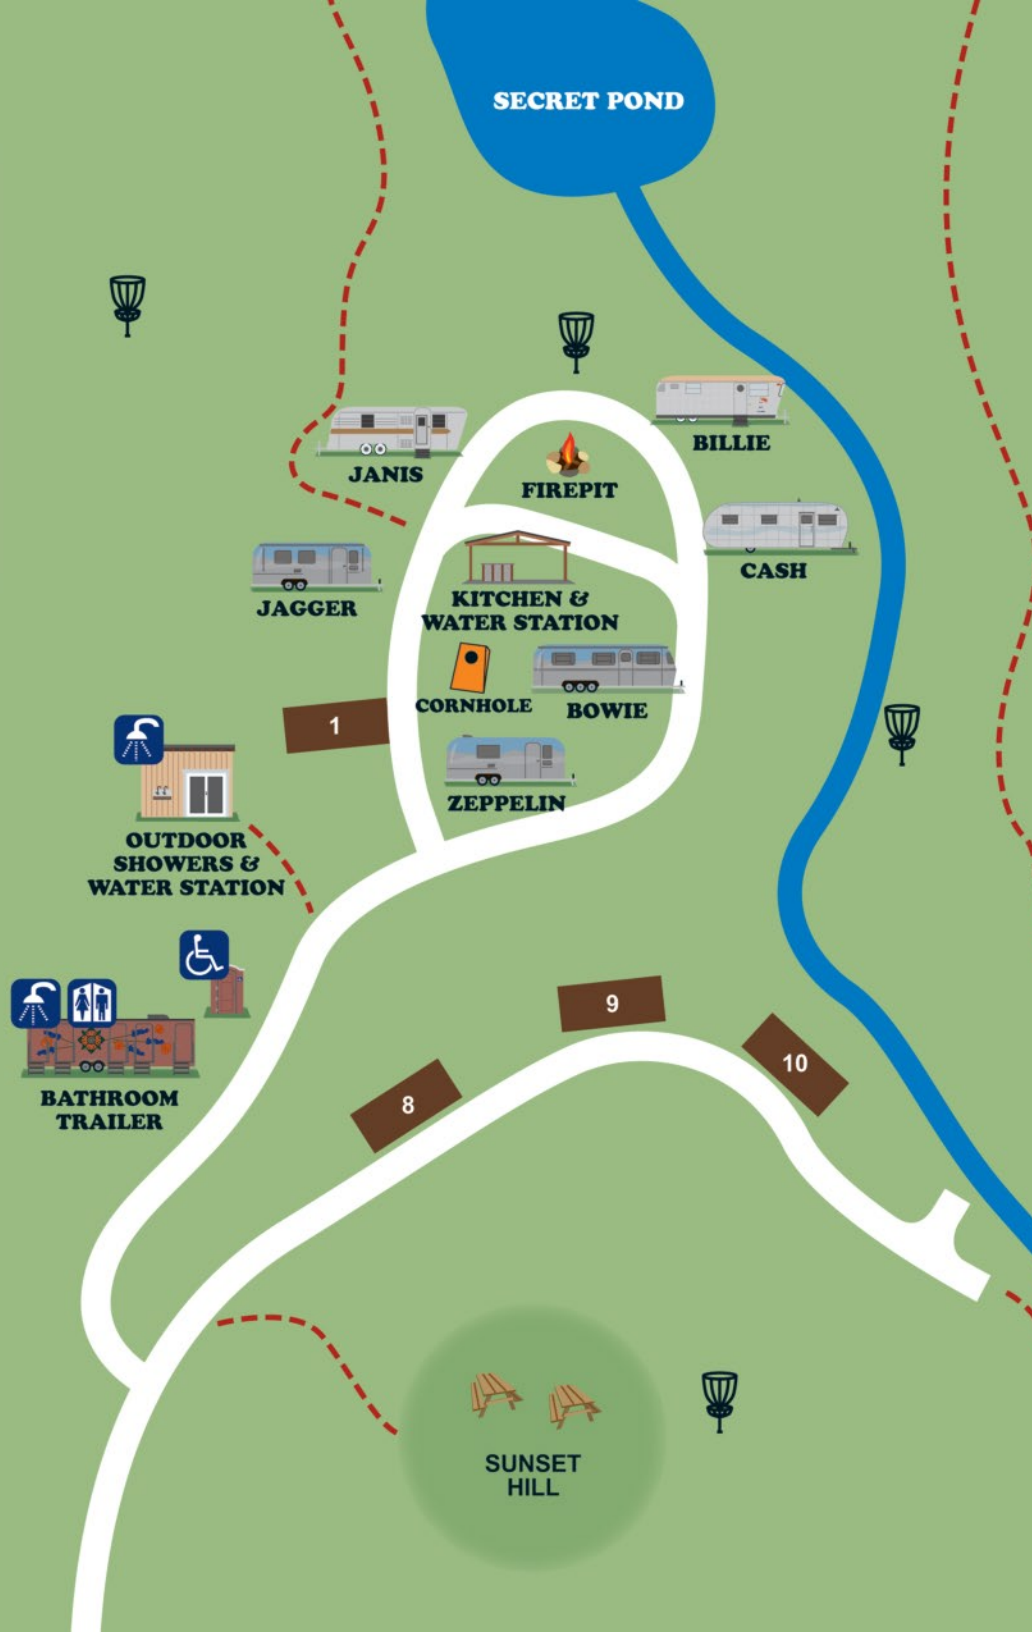 SECRET POND
BILLIE
JANIS
FIREPIT
CASH
JAGGER
KITCHEN &
WATER STATION
CORNHOLE
BOWIE
1
ZEPPELIN
OUTDOOR
SHOWERS &
WATER STATION
9
10
8
BATHROOM
TRAILER
SUNSET
HILL